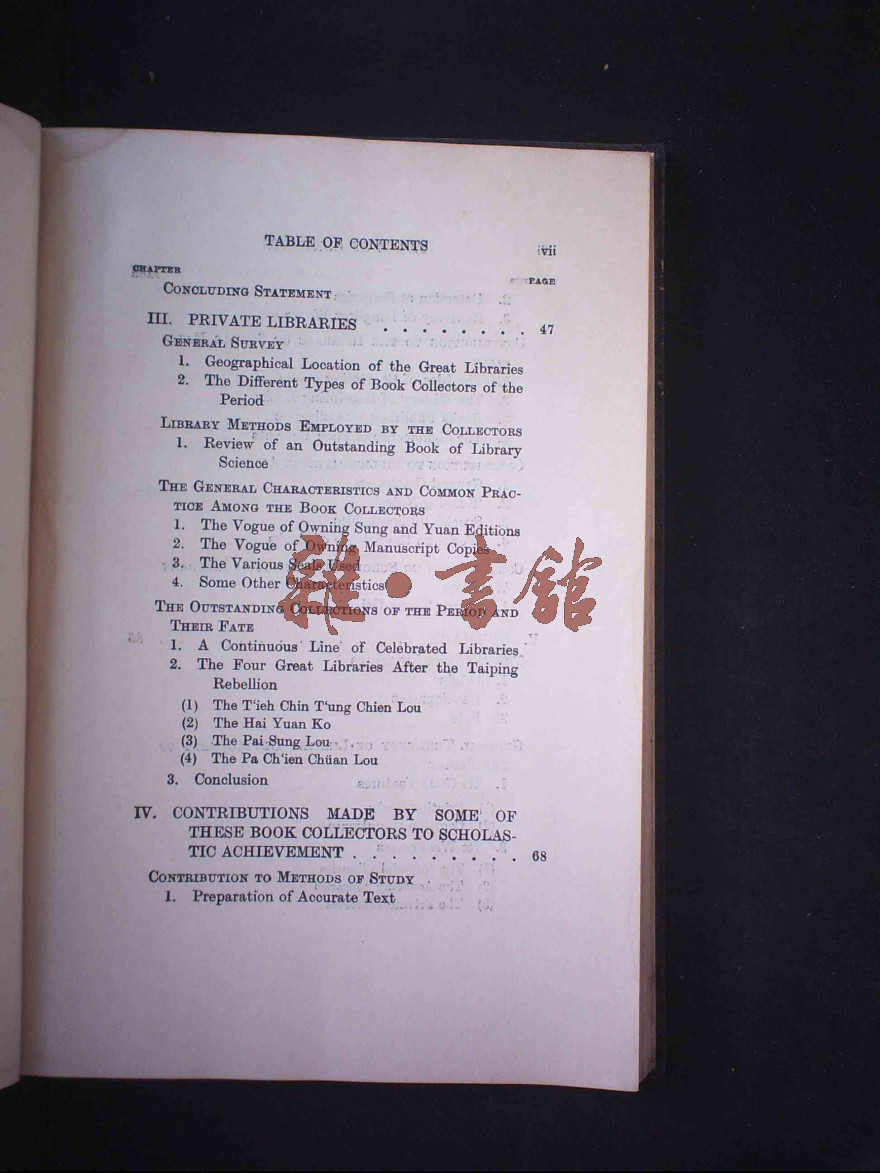 TABLE OF CONTENTS vii
CHAPTER PAGE
CONCLUDING STATEMENT
III. PRIVATE LIBRARIES . . . . . . . . 47
GENERAL SURVEY
1. Geographical Location of the Great Libraries
2. The Different Types of Book Collectors of the
Period
LIBRARY METHODS EMPLOYED BY THE COLLECTORS
1. Review of an Outstanding Book of Library
Science
THE GENERAL CHARACTERISTICS AND COMMON PRAC-
TICE AMONG THE BOOK COLLECTORS
1. The Vogue of Owning Sung and Yuan Editions
2. The Vogue of Owning Manuscript Copies
3. The Various Seals Used
4. Some Other Characteristics
雜·書館
THE OUTSTANDING COLLECTIONS OF THE PERIOD AND
THEIR FATE
1. A Continuous Line of Celebrated Libraries
2. The Four Great Libraries After the Taiping
Rebellion
(1) The T‘ieh Chin T‘ung Chien Lou
(2) The Hai Yuan Ko
(3) The Pai Sung Lou
(4) The Pa Ch‘ien Chüan Lou
3. Conclusion
IV. CONTRIBUTIONS MADE BY SOME OF
THESE BOOK COLLECTORS TO SCHOLAS-
TIC ACHIEVEMENT . . . . . . . . . 68
CONTRIBUTION TO METHODS OF STUDY
1. Preparation of Accurate Text